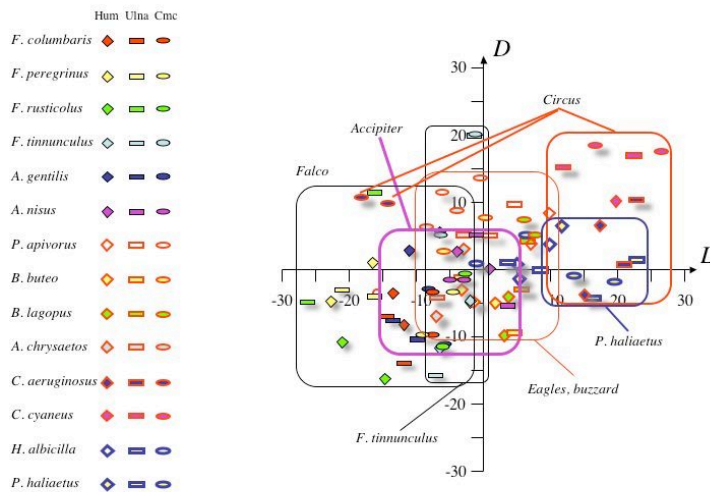 Hum Ulna Cmc
F. columbaris
F. peregrinus
F. rusticolus
F. tinnunculus
A. gentilis
A. nisus
P. apivorus
B. buteo
B. lagopus
A. chrysaetos
C. aeruginosus
C. cyaneus
H. albicilla
P. haliaetus
D
30
Circus
20
Accipiter
Falco
10
L
-30 -20 -10 10 20 30
-10
P. haliaetus
Eagles, buzzard
-20
F. tinnunculus
-30